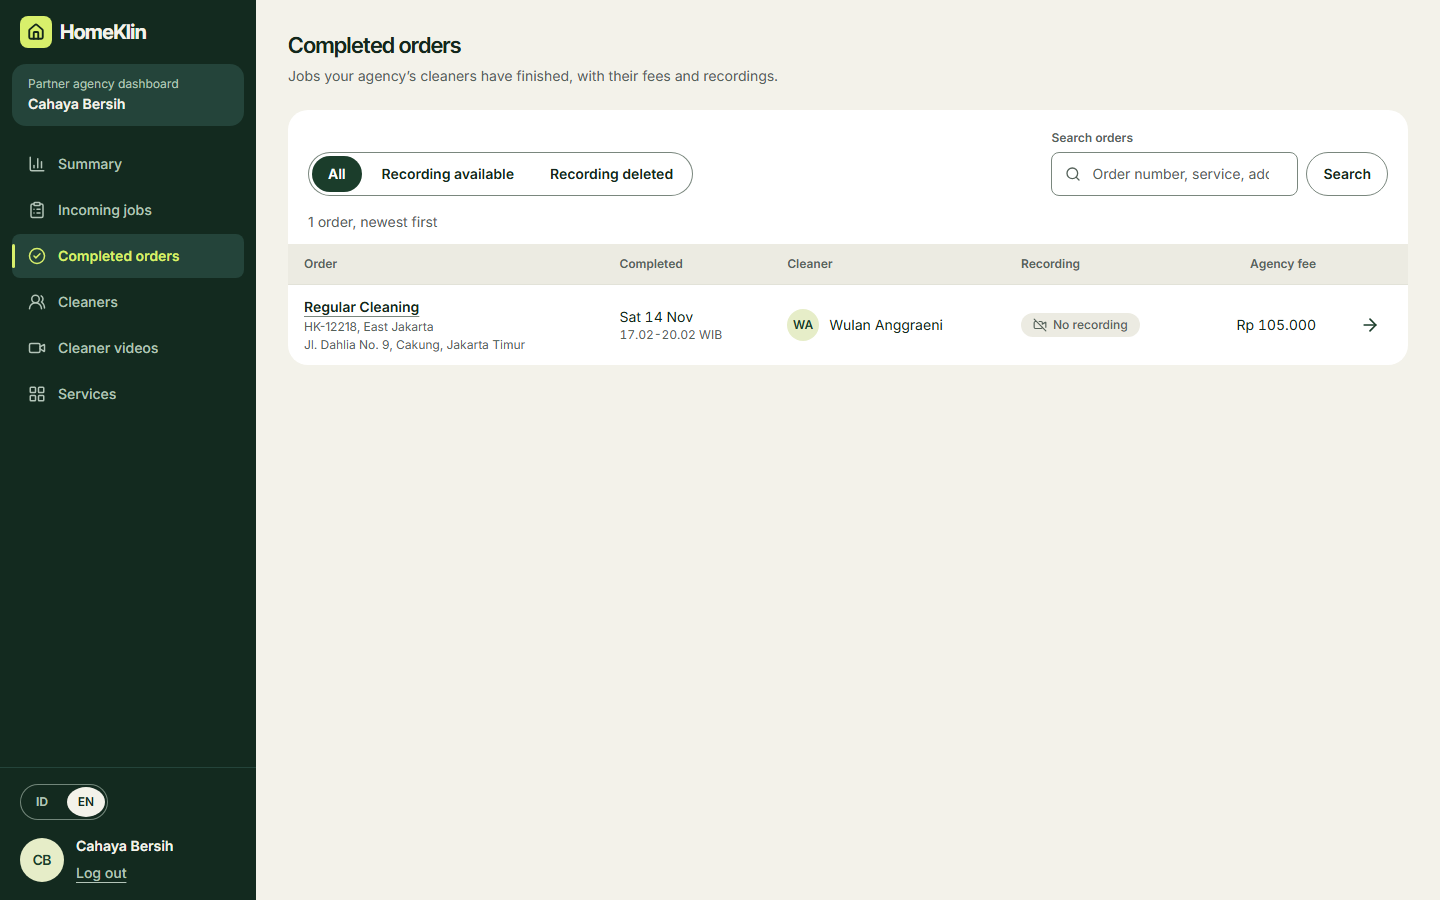 HomeKlin
Partner agency dashboard
Cahaya Bersih
Summary
Incoming jobs
Completed orders
Cleaners
Cleaner videos
Services
ID EN
CB
Cahaya Bersih
Log out
Completed orders
Jobs your agency’s cleaners have finished, with their fees and recordings.
Search orders
All Recording available Recording deleted
Order number, service, add
Search
1 order, newest first
Order Completed Cleaner Recording Agency fee
Regular Cleaning
HK-12218, East Jakarta
Jl. Dahlia No. 9, Cakung, Jakarta Timur
Sat 14 Nov
17.02-20.02 WIB
WA Wulan Anggraeni
No recording
Rp 105.000